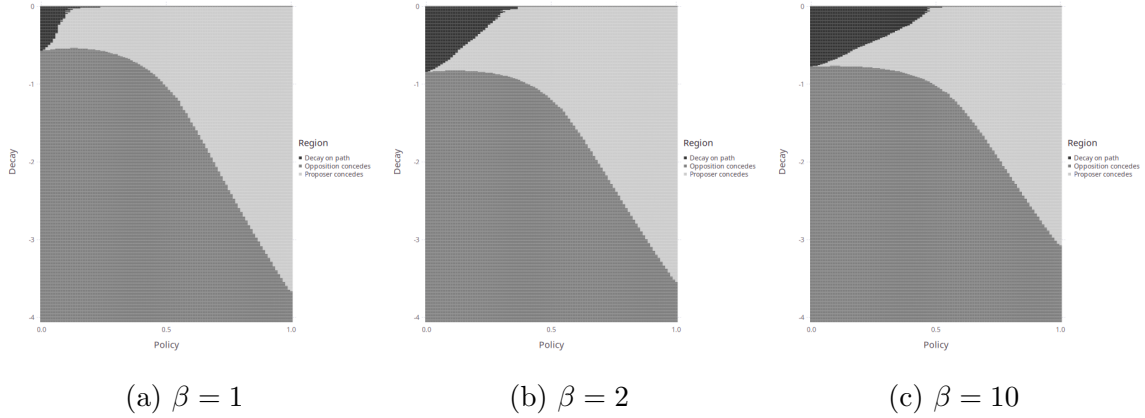 0
-1
-2
-3
-4
Decay
0.0
0.5
1.0
Policy
Region
Decay on path
Opposition concedes
Proposer concedes
0
-1
-2
-3
-4
Decay
0.0
0.5
1.0
Policy
Region
Decay on path
Opposition concedes
Proposer concedes
0
-1
-2
-3
-4
Decay
0.0
0.5
1.0
Policy
Region
Decay on path
Opposition concedes
Proposer concedes
(a) β = 1
(b) β = 2
(c) β = 10